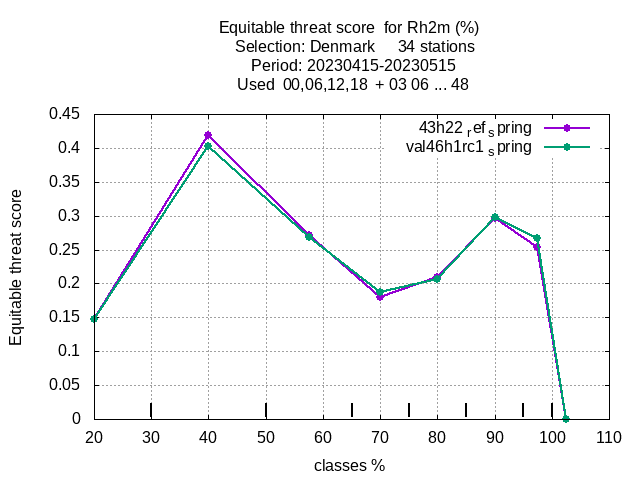 Equitable threat score for Rh2m (%)
Selection: Denmark 34 stations
Period: 20230415-20230515
Used 00,06,12,18 + 03 06 ... 48
43h22 ref spring
val46h1rc1 spring
Equitable threat score
0.45
0.4
0.35
0.3
0.25
0.2
0.15
0.1
0.05
0
20 30 40 50 60 70 80 90 100 110
classes %